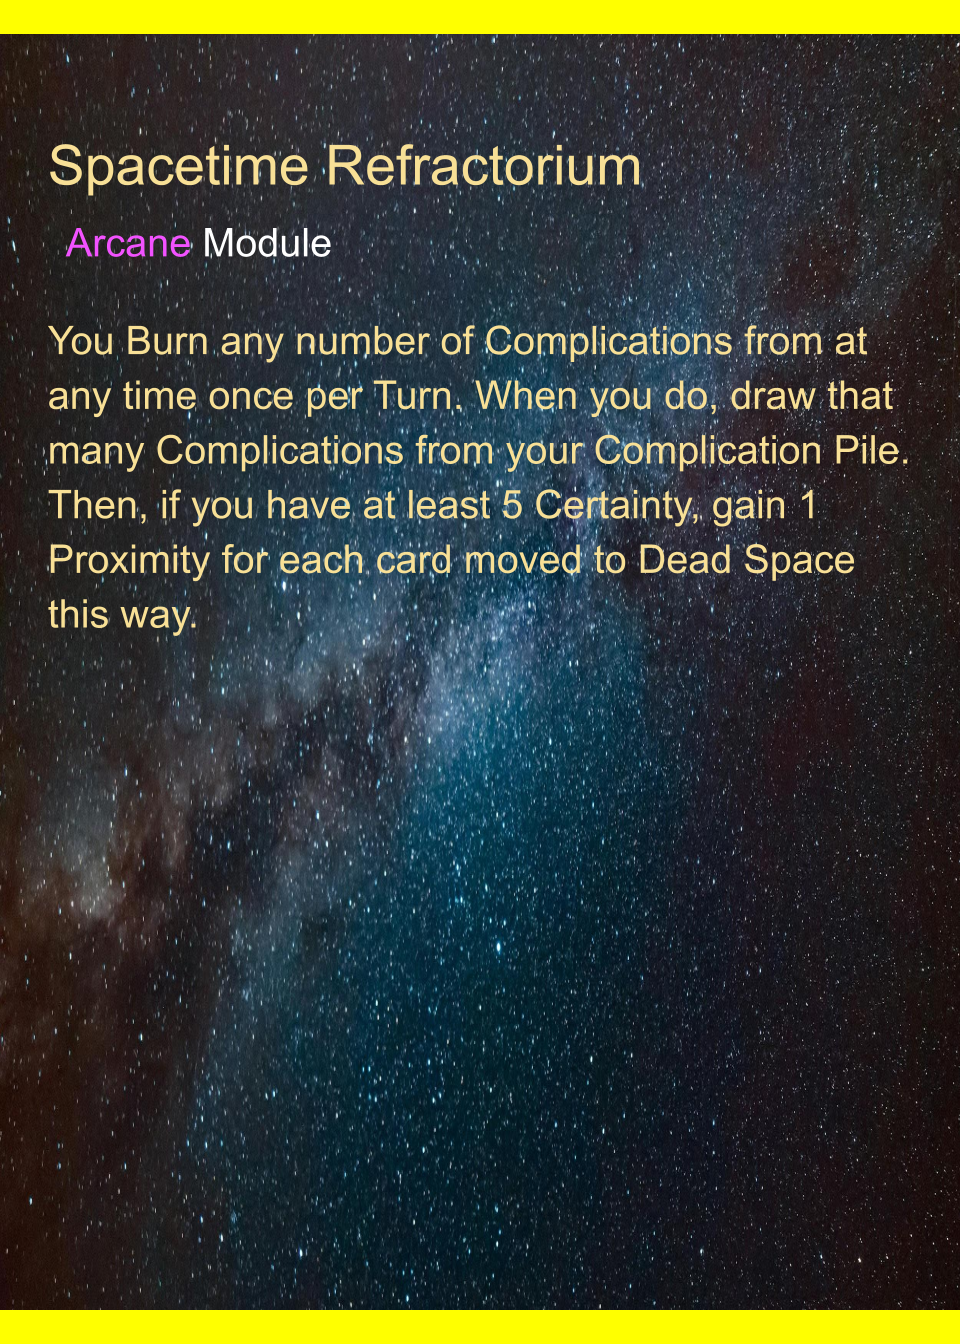 Spacetime Refractorium
Arcane Module
You Burn any number of Complications from at
any time once per Turn. When you do, draw that
many Complications from your Complication Pile.
Then, if you have at least 5 Certainty, gain 1
Proximity for each card moved to Dead Space
this way.